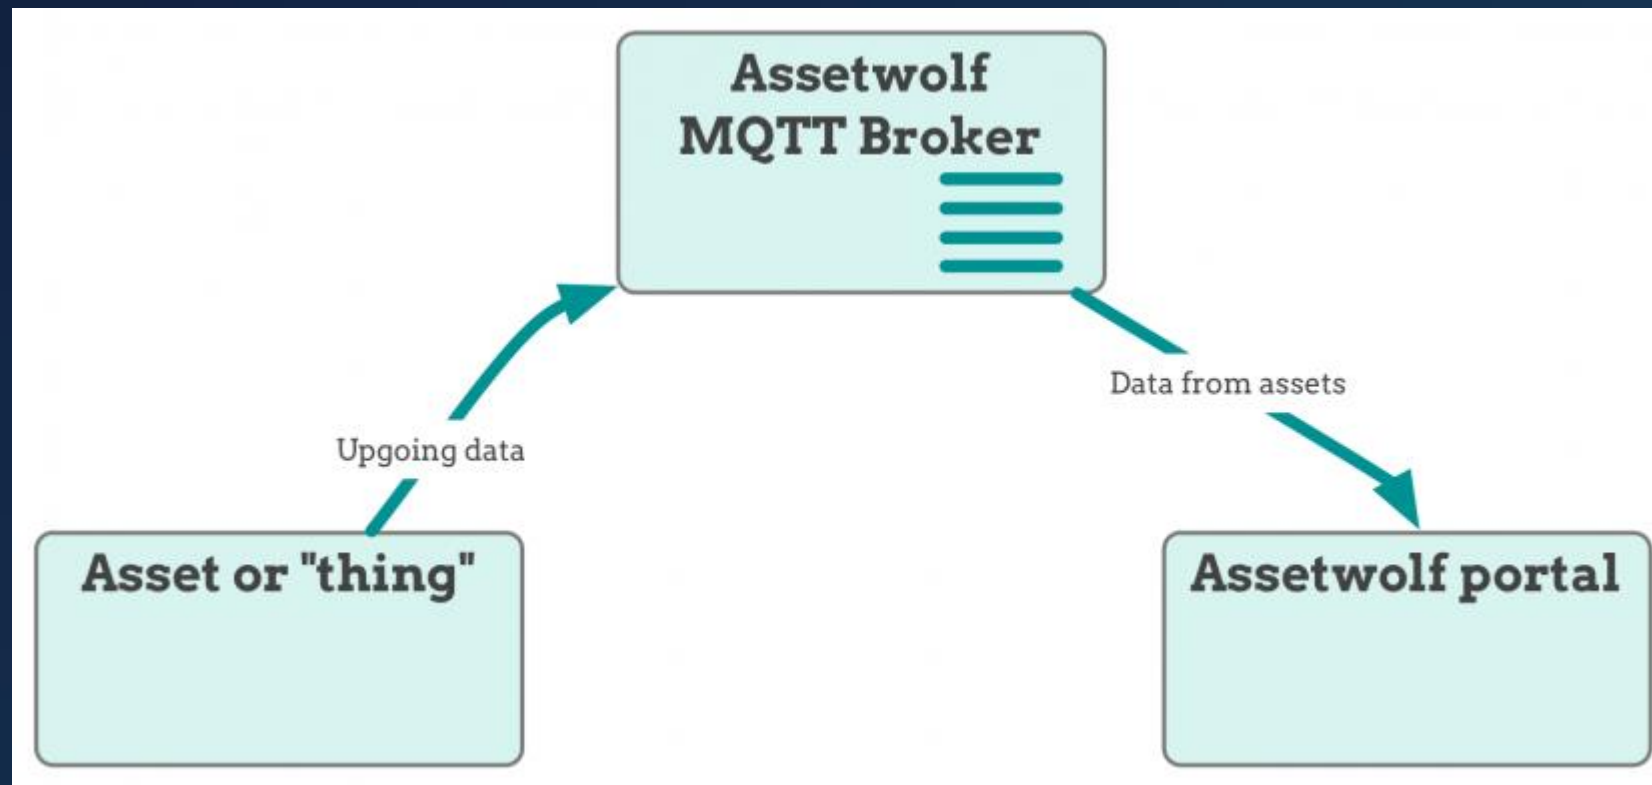 Assetwolf
MQTT Broker
Data from assets
Upgoing data
Asset or "thing"
Assetwolf portal